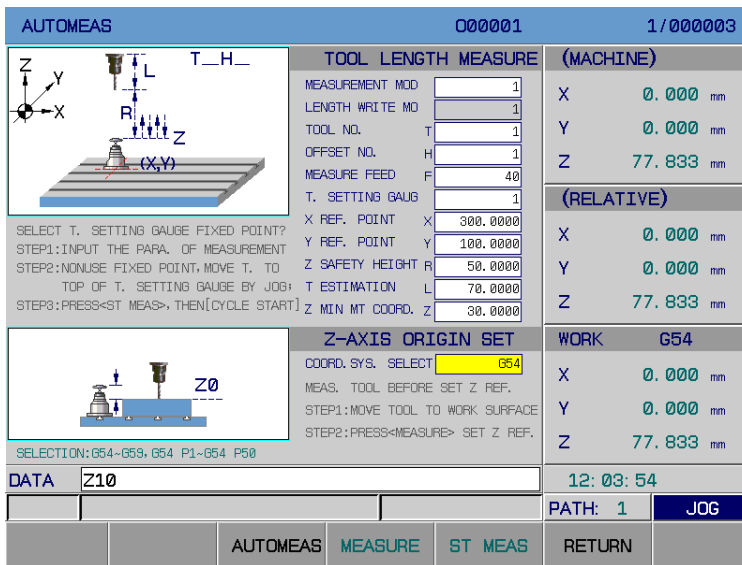 AUTOMEAS O00001 1/000003
T__H__
Z
Y
X
L
R
Z
(X,Y)
SELECT T. SETTING GAUGE FIXED POINT?
STEP1:INPUT THE PARA. OF MEASUREMENT
STEP2:NONUSE FIXED POINT,MOVE T. TO
TOP OF T. SETTING GAUGE BY JOG;
STEP3:PRESS<ST MEAS>,THEN[CYCLE START]
TOOL LENGTH MEASURE
MEASUREMENT MOD 1
LENGTH WRITE MO 1
TOOL NO. T 1
OFFSET NO. H 1
MEASURE FEED F 40
T. SETTING GAUG 1
X REF. POINT X 300.0000
Y REF. POINT Y 100.0000
Z SAFETY HEIGHT R 50.0000
T ESTIMATION L 70.0000
Z MIN MT COORD. Z 30.0000
(MACHINE)
X 0.000 mm
Y 0.000 mm
Z 77.833 mm
(RELATIVE)
X 0.000 mm
Y 0.000 mm
Z 77.833 mm
Z0
SELECTION:G54~G59,G54 P1~G54 P50
Z-AXIS ORIGIN SET
COORD.SYS. SELECT G54
MEAS. TOOL BEFORE SET Z REF.
STEP1:MOVE TOOL TO WORK SURFACE
STEP2:PRESS<MEASURE> SET Z REF.
WORK G54
X 0.000 mm
Y 0.000 mm
Z 77.833 mm
DATA Z10
12:03:54
PATH: 1 JOG
AUTOMEAS MEASURE ST MEAS RETURN